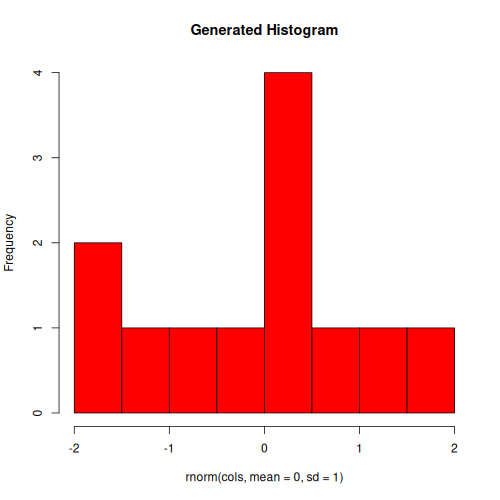 Generated Histogram
Frequency
4
3
2
1
0
-2 -1 0 1 2
rnorm(cols, mean = 0, sd = 1)